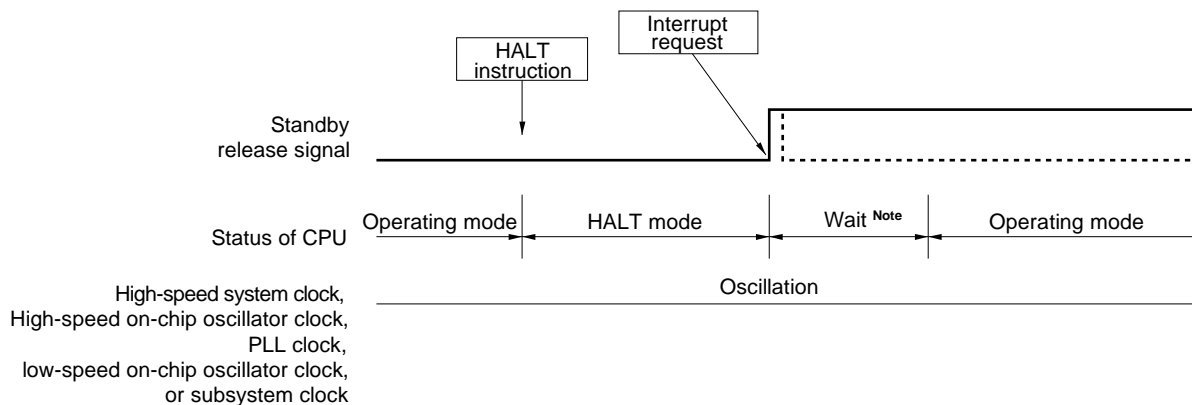 Interrupt
request
HALT
instruction
Standby
release signal
Status of CPU
Operating mode
HALT mode
Wait Note
Operating mode
High-speed system clock,
High-speed on-chip oscillator clock,
PLL clock,
low-speed on-chip oscillator clock,
or subsystem clock
Oscillation